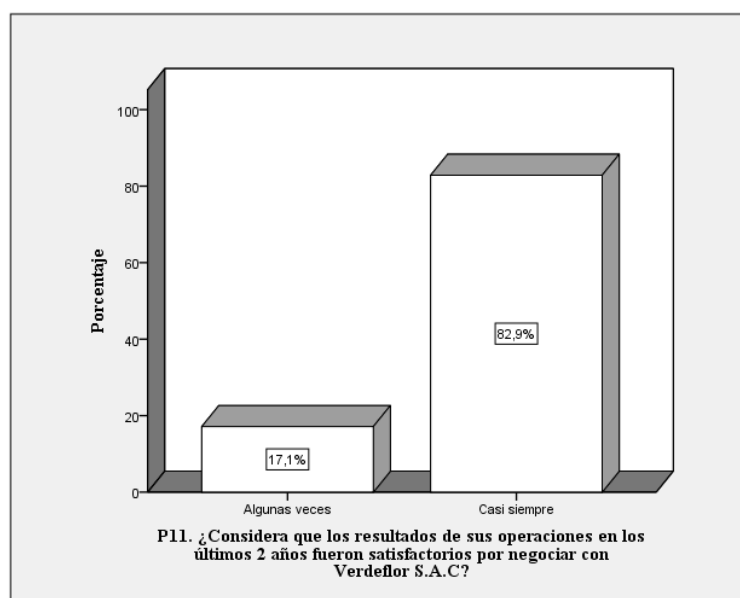 100
80
60
40
20
0
Porcentaje
82,9%
17,1%
Algunas veces
Casi siempre
P11. ¿Considera que los resultados de sus operaciones en los
últimos 2 años fueron satisfactorios por negociar con
Verdeflor S.A.C?